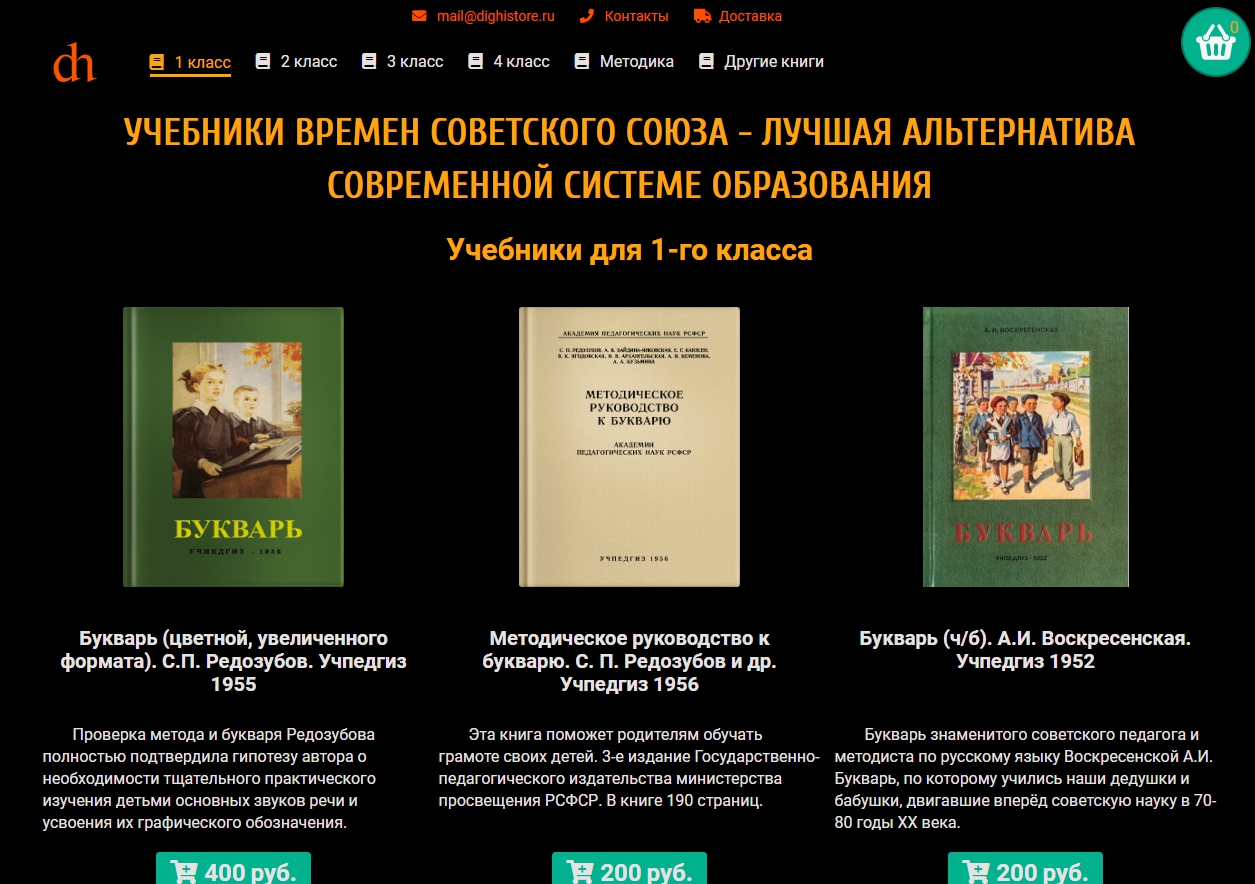 mail@dighistore.ru Контакты Доставка
0
dh
1 класс 2 класс 3 класс 4 класс Методика Другие книги
УЧЕБНИКИ ВРЕМЕН СОВЕТСКОГО СОЮЗА - ЛУЧШАЯ АЛЬТЕРНАТИВА
СОВРЕМЕННОЙ СИСТЕМЕ ОБРАЗОВАНИЯ
Учебники для 1-го класса
БУКВАРЬ
УЧПЕДГИЗ - 1955
АКАДЕМИЯ ПЕДАГОГИЧЕСКИХ НАУК РСФСР
С. П. РЕДОЗУБОВ, А. В.
А. А. КУЗЬМИНА
МЕТОДИЧЕСКОЕ
РУКОВОДСТВО
К БУКВАРЮ
АКАДЕМИИ
ПЕДАГОГИЧЕСКИХ НАУК РСФСР
УЧПЕДГИЗ 1956
А. И. ВОСКРЕСЕНСКАЯ
БУКВАРЬ
УЧПЕДГИЗ • 1952
Букварь (цветной, увеличенного
формата). С.П. Редозубов. Учпедгиз
1955
Проверка метода и букваря Редозубова
полностью подтвердила гипотезу автора о
необходимости тщательного практического
изучения детьми основных звуков речи и
усвоения их графического обозначения.
400 руб.
Методическое руководство к
букварю. С. П. Редозубов и др.
Учпедгиз 1956
Эта книга поможет родителям обучать
грамоте своих детей. 3-е издание Государственно-
педагогического издательства министерства
просвещения РСФСР. В книге 190 страниц.
200 руб.
Букварь (ч/б). А.И. Воскресенская.
Учпедгиз 1952
Букварь знаменитого советского педагога и
методиста по русскому языку Воскресенской А.И.
Букварь, по которому учились наши дедушки и
бабушки, двигавшие вперёд советскую науку в 70-
80 годы XX века.
200 руб.